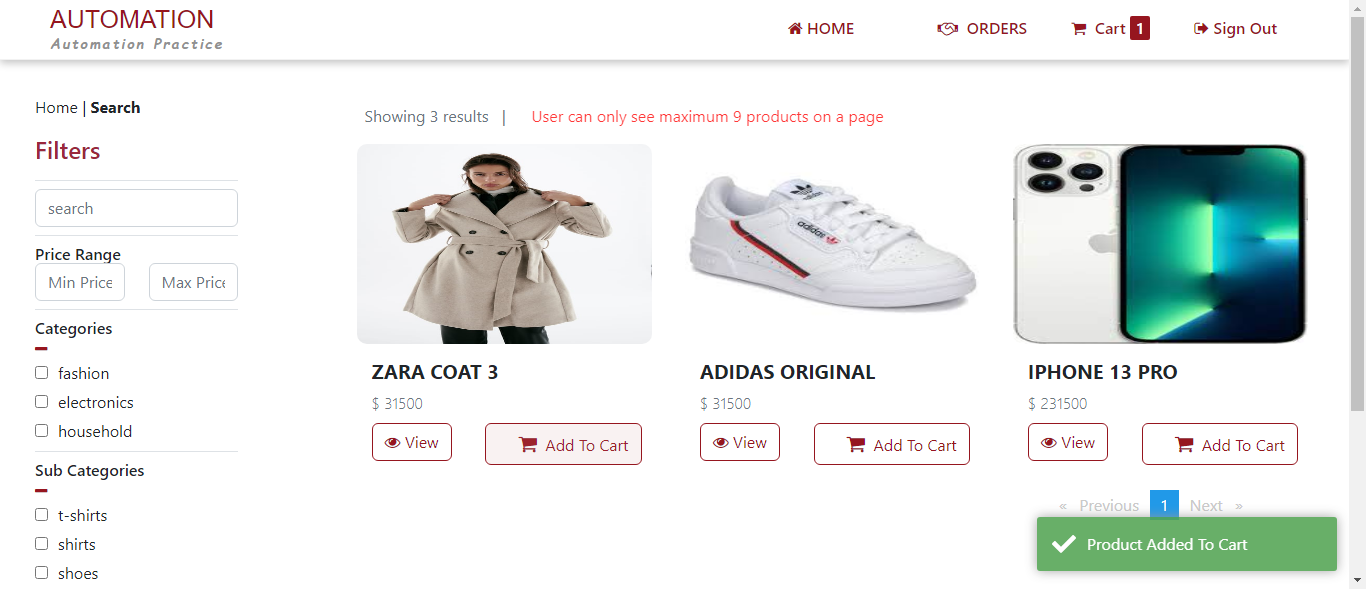 AUTOMATION
Automation Practice
HOME
ORDERS
Cart 1
Sign Out
Home | Search
Filters
search
Price Range
Min Price
Max Price
Categories
fashion
electronics
household
Sub Categories
t-shirts
shirts
shoes
Showing 3 results |
User can only see maximum 9 products on a page
adidas
ZARA COAT 3
$ 31500
View
Add To Cart
ADIDAS ORIGINAL
$ 31500
View
Add To Cart
IPHONE 13 PRO
$ 231500
View
Add To Cart
« Previous 1 Next »
Product Added To Cart